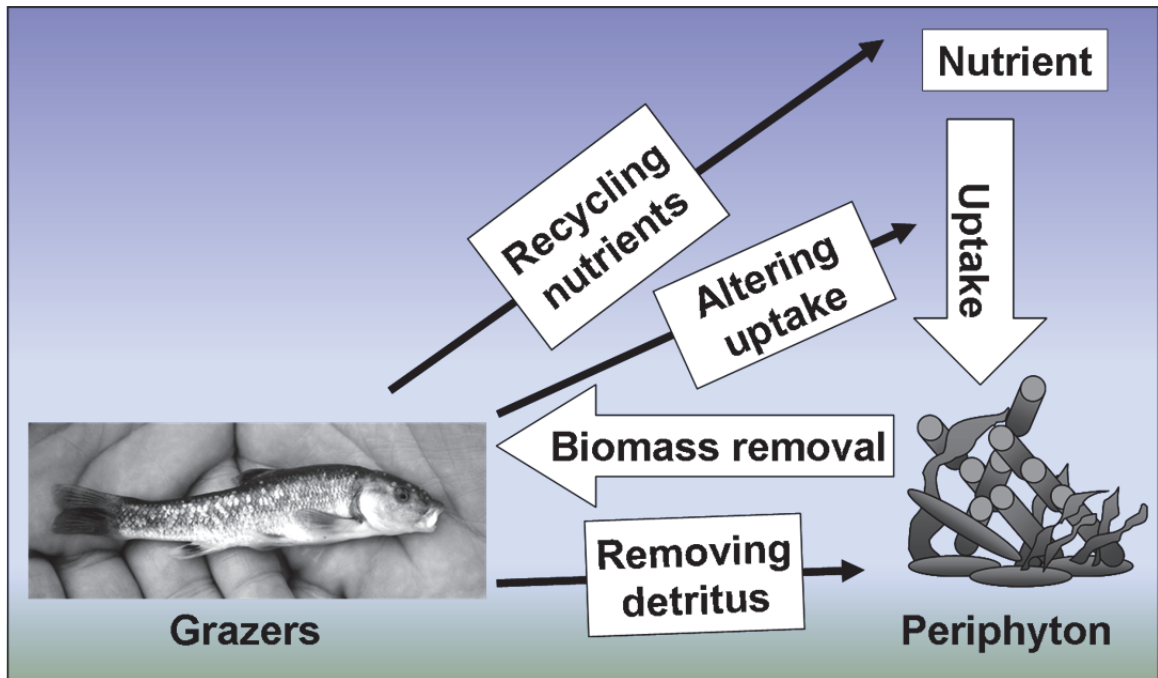 Nutrient
Recycling
nutrients
Uptake
Altering
uptake
Biomass removal
Removing
detritus
Grazers
Periphyton